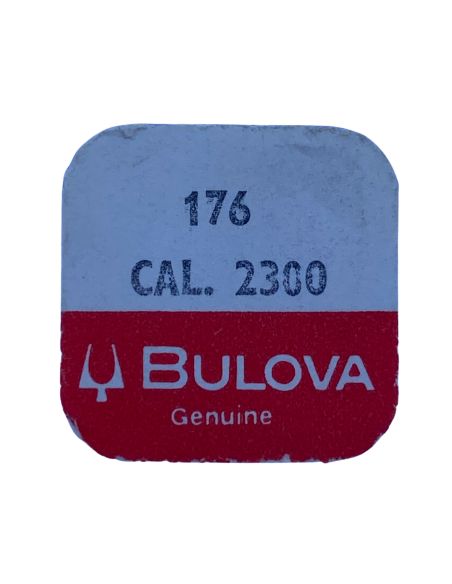 176
CAL. 2300
BULOVA
Genuine